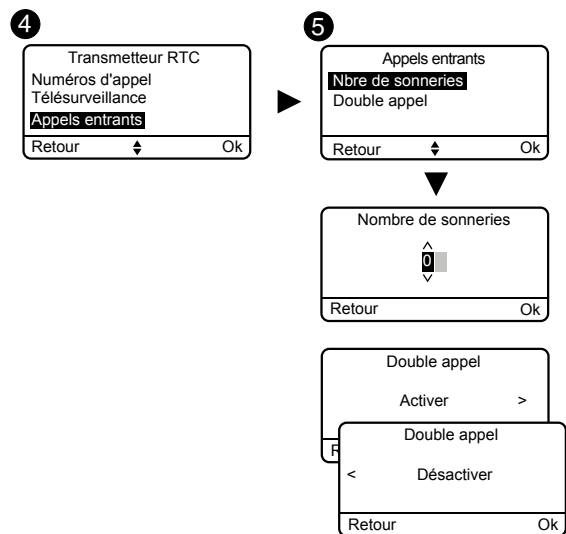 4
Transmetteur RTC
Numéros d'appel
Télésurveillance
Appels entrants
Retour Ok
5
Appels entrants
Nbre de sonneries
Double appel
Retour Ok
Nombre de sonneries
0
Retour Ok
Double appel
Activer >
R
Double appel
< Désactiver
Retour Ok